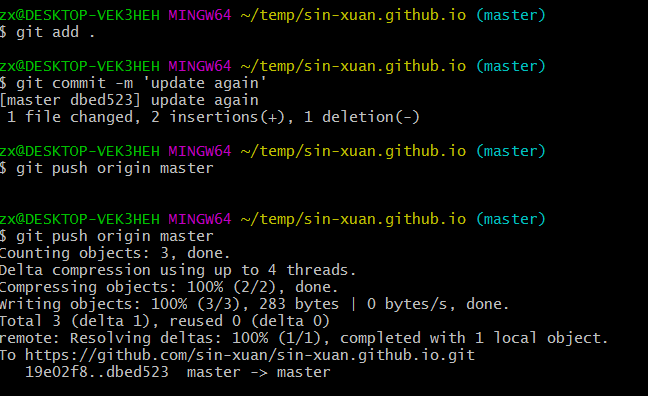 zx@DESKTOP-VEK3HEH MINGW64 ~/temp/sin-xuan.github.io (master)
$ git add .
zx@DESKTOP-VEK3HEH MINGW64 ~/temp/sin-xuan.github.io (master)
$ git commit -m 'update again'
[master dbed523] update again
 1 file changed, 2 insertions(+), 1 deletion(-)
zx@DESKTOP-VEK3HEH MINGW64 ~/temp/sin-xuan.github.io (master)
$ git push origin master
zx@DESKTOP-VEK3HEH MINGW64 ~/temp/sin-xuan.github.io (master)
$ git push origin master
Counting objects: 3, done.
Delta compression using up to 4 threads.
Compressing objects: 100% (2/2), done.
Writing objects: 100% (3/3), 283 bytes | 0 bytes/s, done.
Total 3 (delta 1), reused 0 (delta 0)
remote: Resolving deltas: 100% (1/1), completed with 1 local object.
To https://github.com/sin-xuan/sin-xuan.github.io.git
   19e02f8..dbed523  master -> master